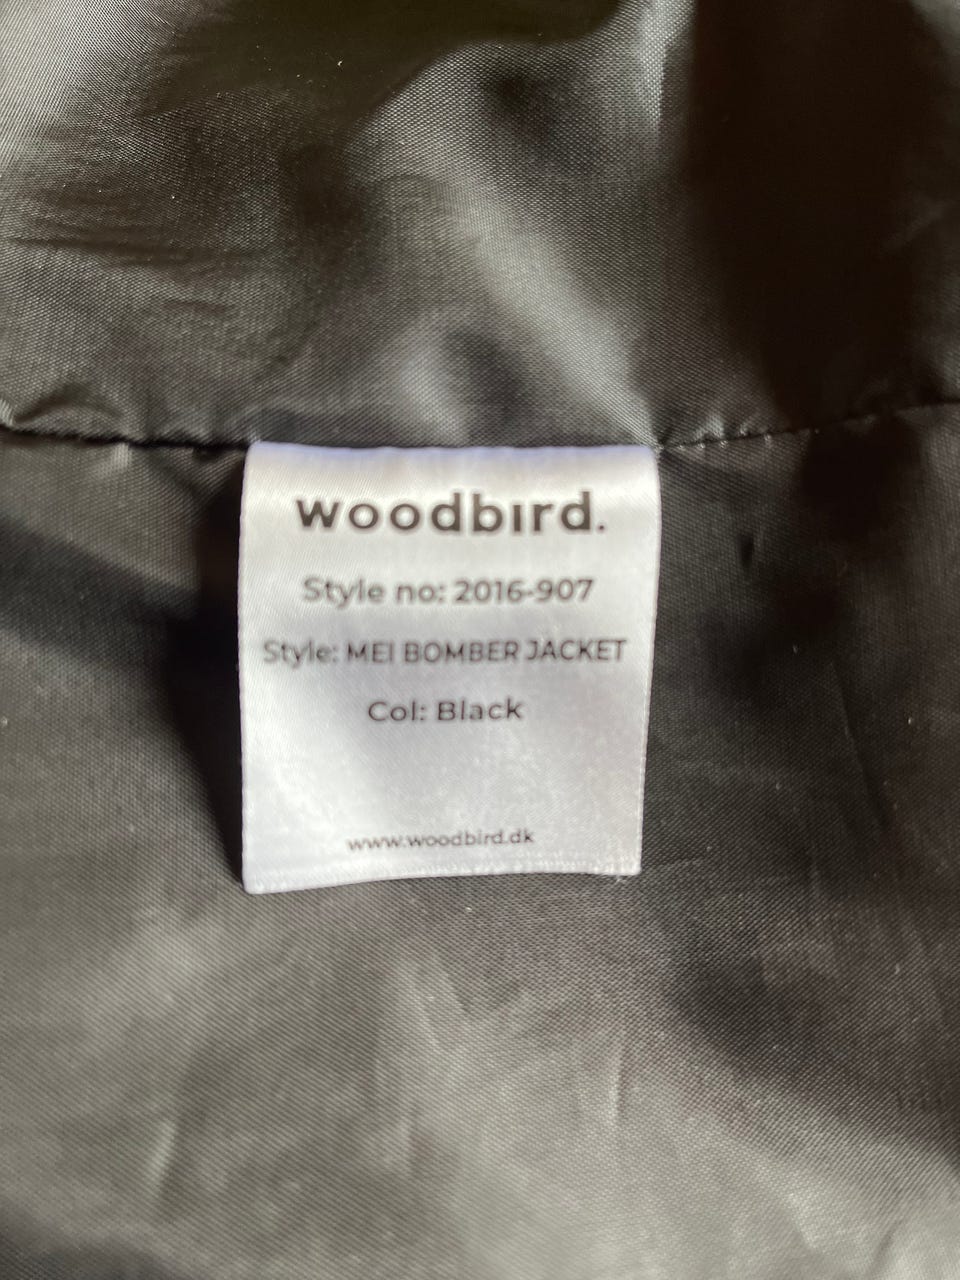 woodbird.
Style no: 2016-907
Style: MEI BOMBER JACKET
Col: Black
www.woodbird.dk